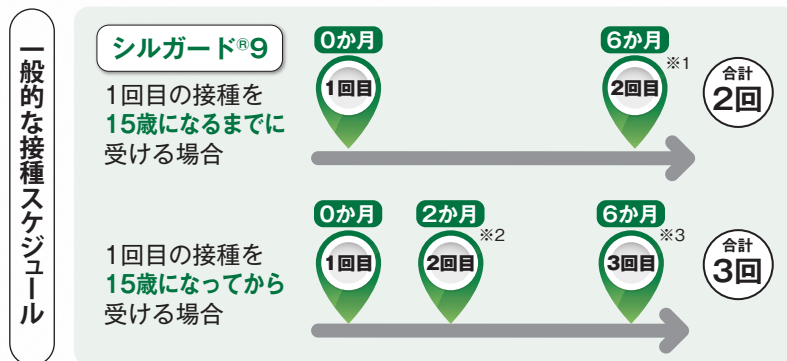 一般的な接種スケジュール
シルガード®9
1回目の接種を
15歳になるまでに
受ける場合
0か月
1回目
6か月
※1
2回目
合計
2回
1回目の接種を
15歳になってから
受ける場合
0か月
1回目
2か月
※2
2回目
6か月
※3
3回目
合計
3回